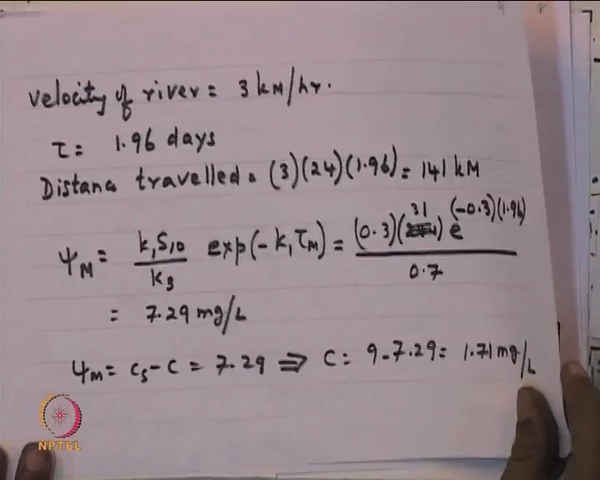 velocity of river = 3 kM/hr.
τ = 1.96 days
Distana travelled = (3)(24)(1.96) = 141 kM
ψM = k1S10/k3 exp(-k1τM) = (0.3)(31) e(-0.3)(1.96)/0.7
= 7.29 mg/L
ψM = cs - c = 7.29 ⇒ c = 9 - 7.29 = 1.71 mg/L
NPTEL